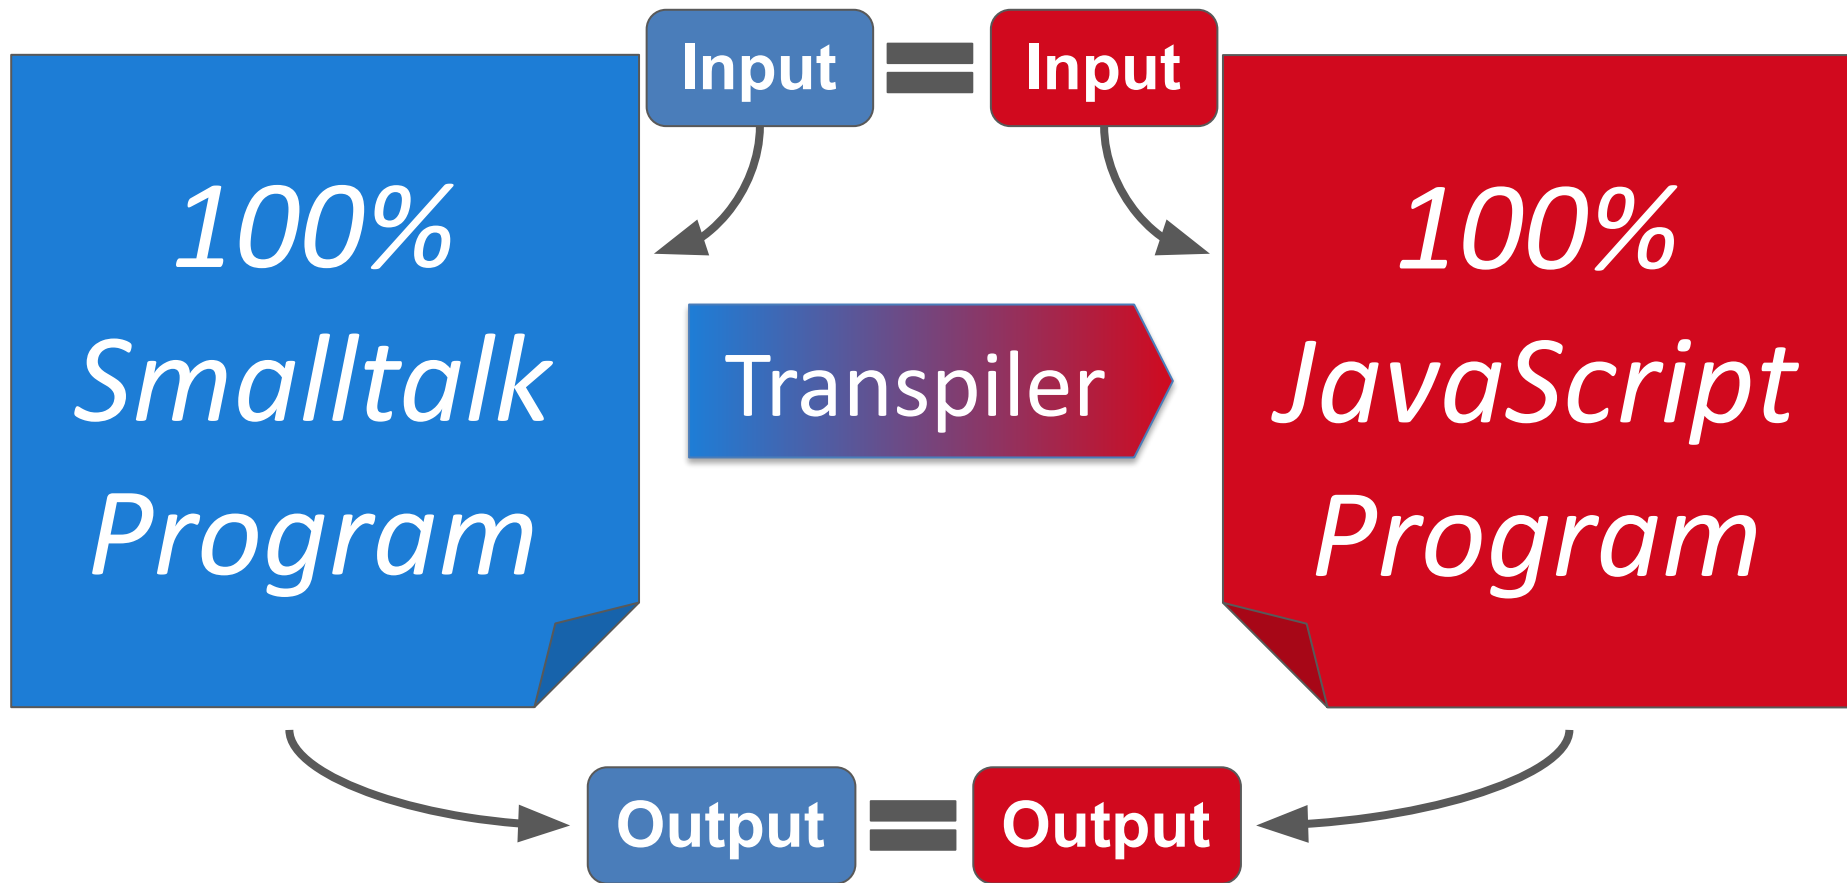 Input = Input
100%
Smalltalk
Program
Transpiler
100%
JavaScript
Program
Output = Output